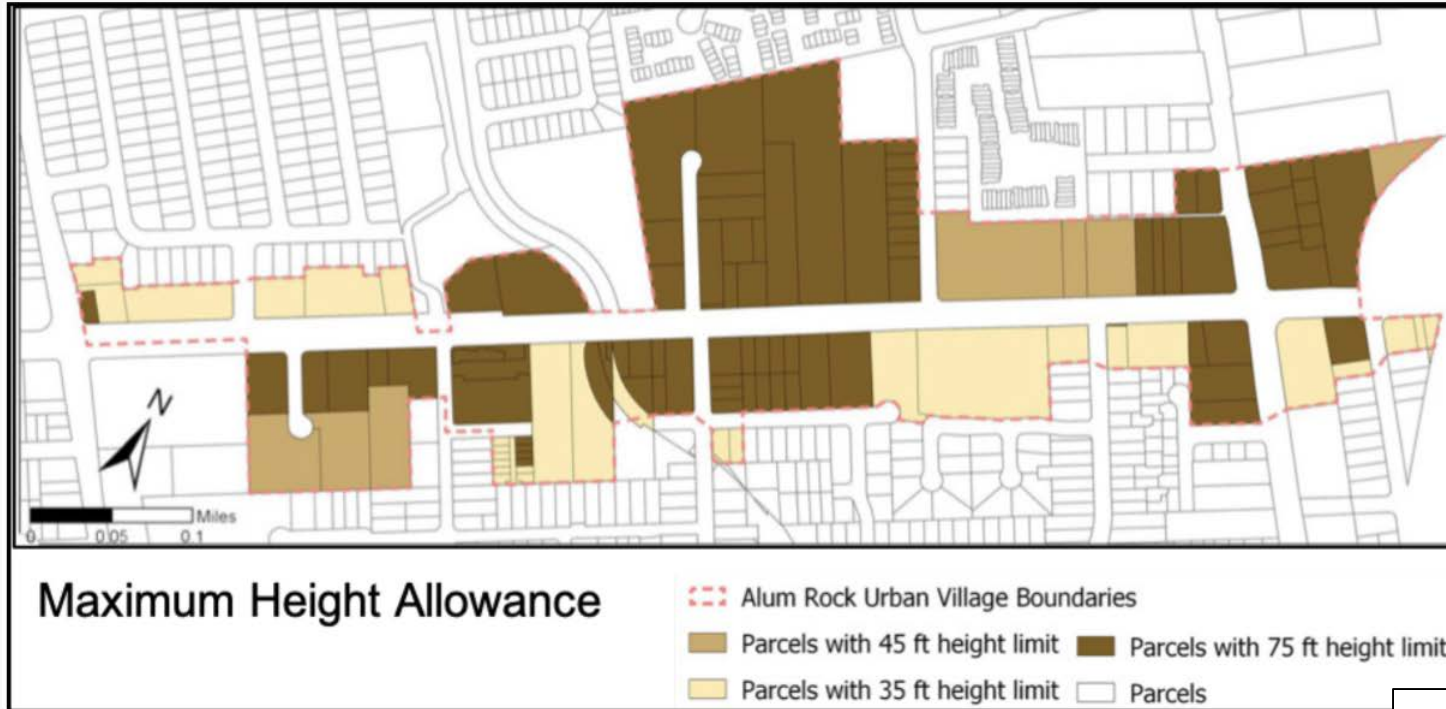 N
Miles
0 0.05 0.1
Maximum Height Allowance
Alum Rock Urban Village Boundaries
Parcels with 45 ft height limit
Parcels with 75 ft height limit
Parcels with 35 ft height limit
Parcels